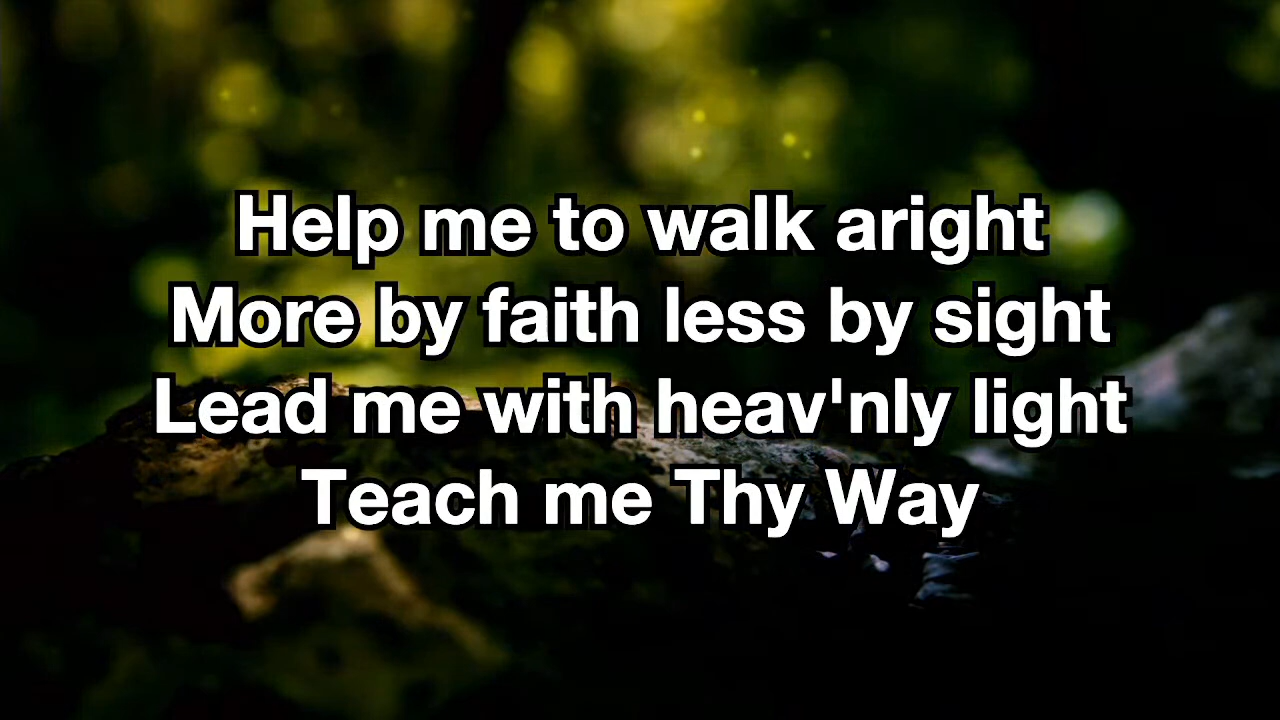 Help me to walk aright
More by faith less by sight
Lead me with heav'nly light
Teach me Thy Way